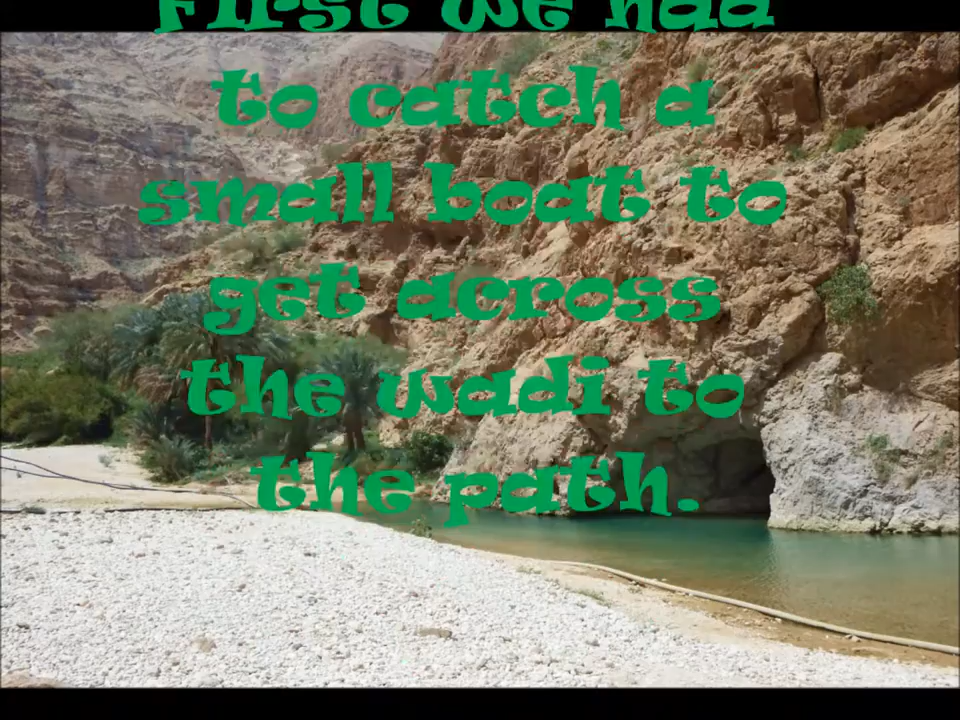 First we had
to catch a
small boat to
get across
the wadi to
the path.